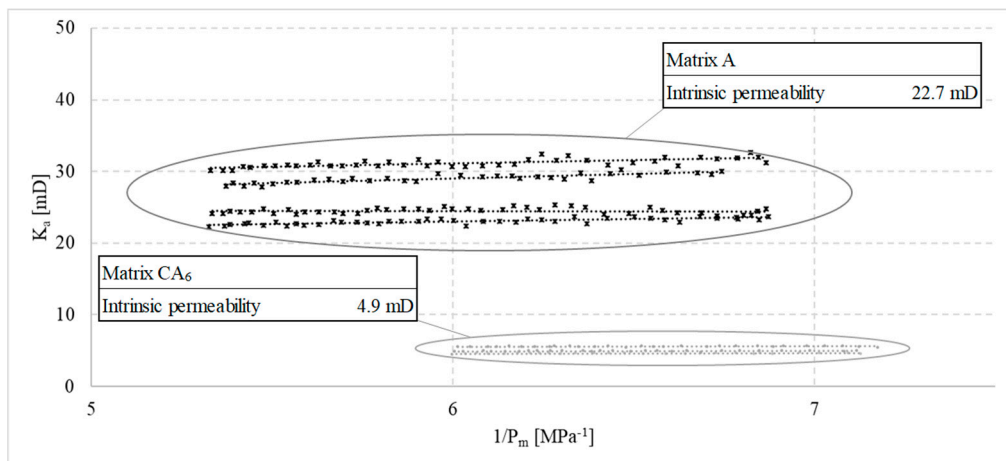 50
Matrix A
Intrinsic permeability 22.7 mD
40
30
Kₐ [mD]
20
Matrix CA₆
Intrinsic permeability 4.9 mD
10
0
5 6 7
1/Pₘ [MPa⁻¹]